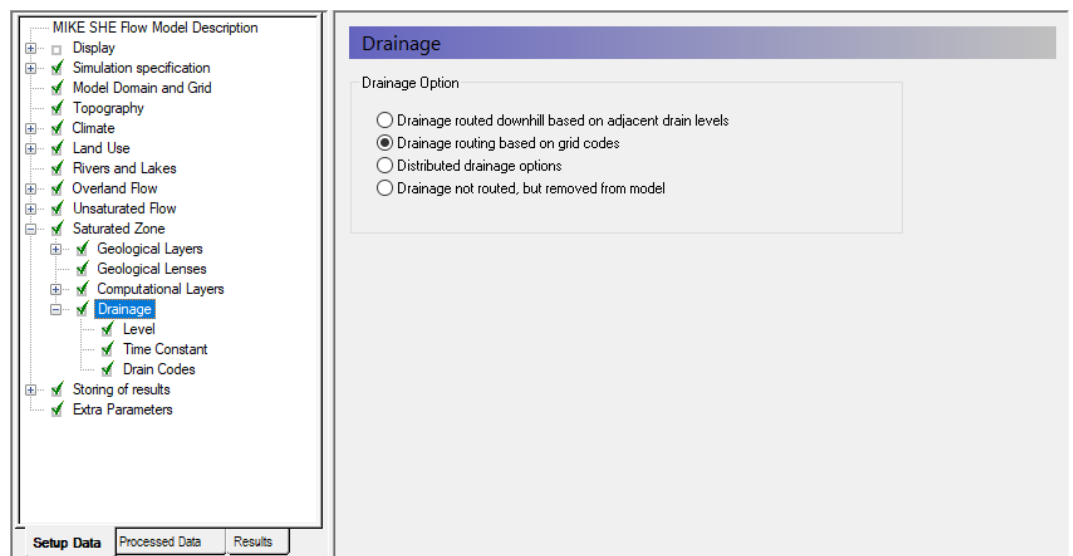 MIKE SHE Flow Model Description
Display
Simulation specification
Model Domain and Grid
Topography
Climate
Land Use
Rivers and Lakes
Overland Flow
Unsaturated Flow
Saturated Zone
Geological Layers
Geological Lenses
Computational Layers
Drainage
Level
Time Constant
Drain Codes
Storing of results
Extra Parameters
Setup Data Processed Data Results
Drainage
Drainage Option
Drainage routed downhill based on adjacent drain levels
Drainage routing based on grid codes
Distributed drainage options
Drainage not routed, but removed from model